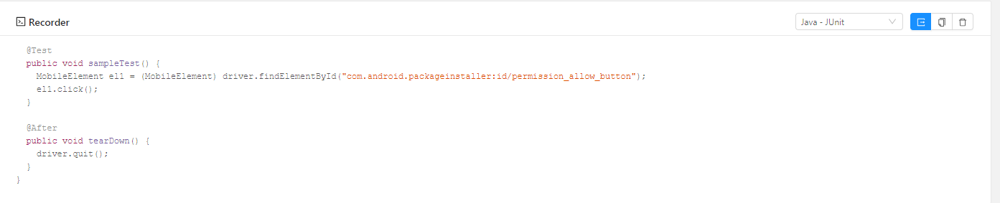 Recorder
Java - JUnit
@Test
public void sampleTest() {
MobileElement el1 = (MobileElement) driver.findElementById("com.android.packageinstaller:id/permission_allow_button");
el1.click();
}
@After
public void tearDown() {
driver.quit();
}
}